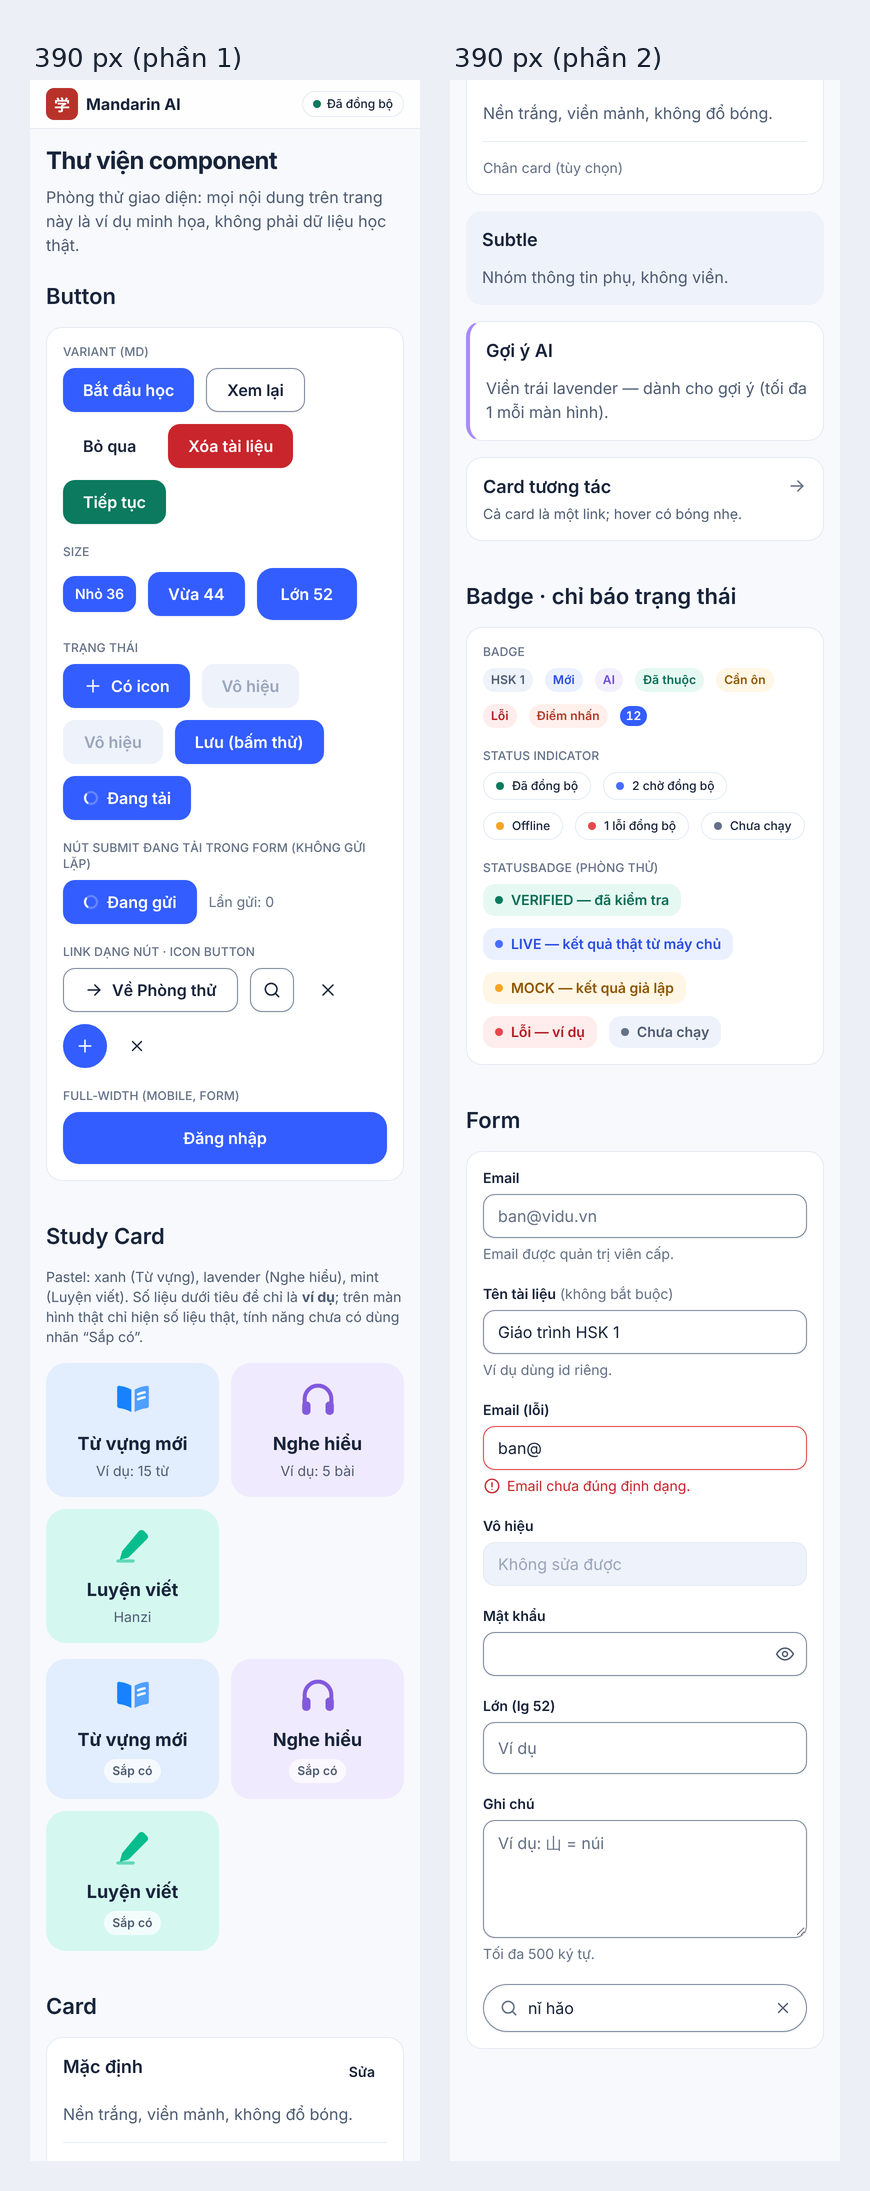 390 px (phần 1)
学 Mandarin AI
Đã đồng bộ
Thư viện component
Phòng thử giao diện: mọi nội dung trên trang
này là ví dụ minh họa, không phải dữ liệu học
thật.
Button
VARIANT (MD)
Bắt đầu học
Xem lại
Bỏ qua
Xóa tài liệu
Tiếp tục
SIZE
Nhỏ 36
Vừa 44
Lớn 52
TRẠNG THÁI
Có icon
Vô hiệu
Vô hiệu
Lưu (bấm thử)
Đang tải
NÚT SUBMIT ĐANG TẢI TRONG FORM (KHÔNG GỬI
LẶP)
Đang gửi
Lần gửi: 0
LINK DẠNG NÚT · ICON BUTTON
Về Phòng thử
FULL-WIDTH (MOBILE, FORM)
Đăng nhập
Study Card
Pastel: xanh (Từ vựng), lavender (Nghe hiểu), mint
(Luyện viết). Số liệu dưới tiêu đề chỉ là ví dụ; trên màn
hình thật chỉ hiện số liệu thật, tính năng chưa có dùng
nhãn “Sắp có”.
Từ vựng mới
Ví dụ: 15 từ
Nghe hiểu
Ví dụ: 5 bài
Luyện viết
Hanzi
Từ vựng mới
Sắp có
Nghe hiểu
Sắp có
Luyện viết
Sắp có
Card
Mặc định
Sửa
Nền trắng, viền mảnh, không đổ bóng.
390 px (phần 2)
Nền trắng, viền mảnh, không đổ bóng.
Chân card (tùy chọn)
Subtle
Nhóm thông tin phụ, không viền.
Gợi ý AI
Viền trái lavender — dành cho gợi ý (tối đa
1 mỗi màn hình).
Card tương tác
Cả card là một link; hover có bóng nhẹ.
Badge · chỉ báo trạng thái
BADGE
HSK 1
Mới
AI
Đã thuộc
Cần ôn
Lỗi
Điểm nhấn
12
STATUS INDICATOR
Đã đồng bộ
2 chờ đồng bộ
Offline
1 lỗi đồng bộ
Chưa chạy
STATUSBADGE (PHÒNG THỬ)
VERIFIED — đã kiểm tra
LIVE — kết quả thật từ máy chủ
MOCK — kết quả giả lập
Lỗi — ví dụ
Chưa chạy
Form
Email
ban@vidu.vn
Email được quản trị viên cấp.
Tên tài liệu (không bắt buộc)
Giáo trình HSK 1
Ví dụ dùng id riêng.
Email (lỗi)
ban@
Email chưa đúng định dạng.
Vô hiệu
Không sửa được
Mật khẩu
Lớn (lg 52)
Ví dụ
Ghi chú
Ví dụ: 山 = núi
Tối đa 500 ký tự.
nǐ hǎo